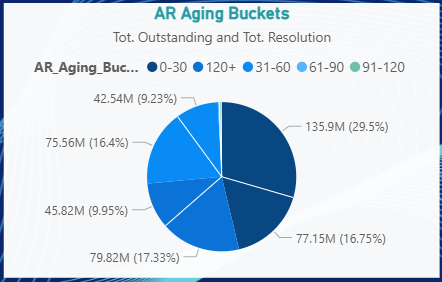 AR Aging Buckets
Tot. Outstanding and Tot. Resolution
AR_Aging_Buc... 0-30 120+ 31-60 61-90 91-120
42.54M (9.23%)
135.9M (29.5%)
75.56M (16.4%)
45.82M (9.95%)
77.15M (16.75%)
79.82M (17.33%)